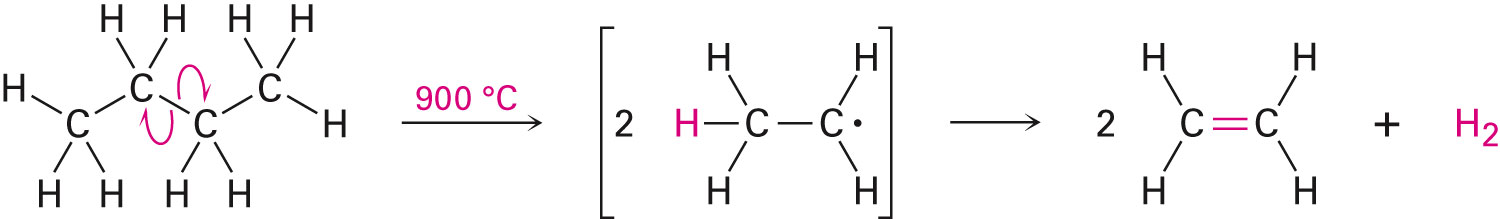 H H H H
H H H H
H C C
900 °C
C C H [2 H—C—C•] 2 C=C + H₂
H H H H H H H H